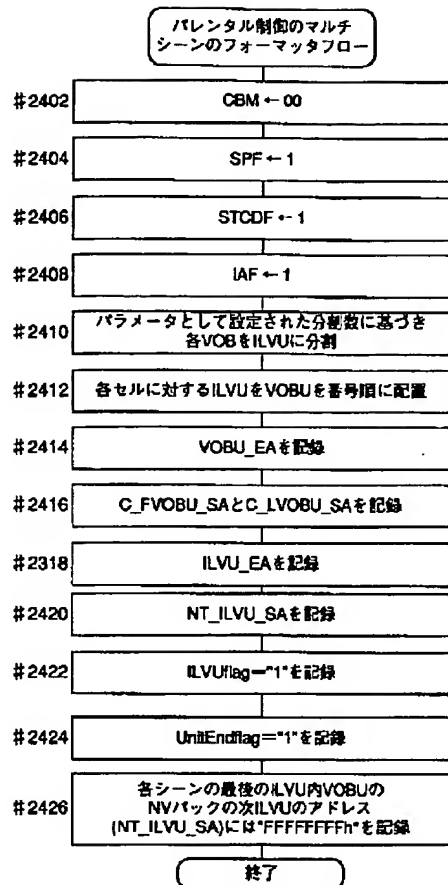 パレンタル制御のマルチ
シーンのフォーマッタフロー
#2402
CBM ← 00
#2404
SPF ← 1
#2406
STCDF ← 1
#2408
IAF ← 1
#2410
パラメータとして設定された分割数に基づき
各VOBをILVUに分割
#2412
各セルに対するILVUをVOBUを番号順に配置
#2414
VOBU_EAを記録
#2416
C_FVOBU_SAとC_LVOBU_SAを記録
#2318
ILVU_EAを記録
#2420
NT_ILVU_SAを記録
#2422
ILVUflag="1"を記録
#2424
UnitEndflag="1"を記録
#2426
各シーンの最後のILVU内VOBUの
NVパックの次ILVUのアドレス
(NT_ILVU_SA)には"FFFFFFFFh"を記録
終了